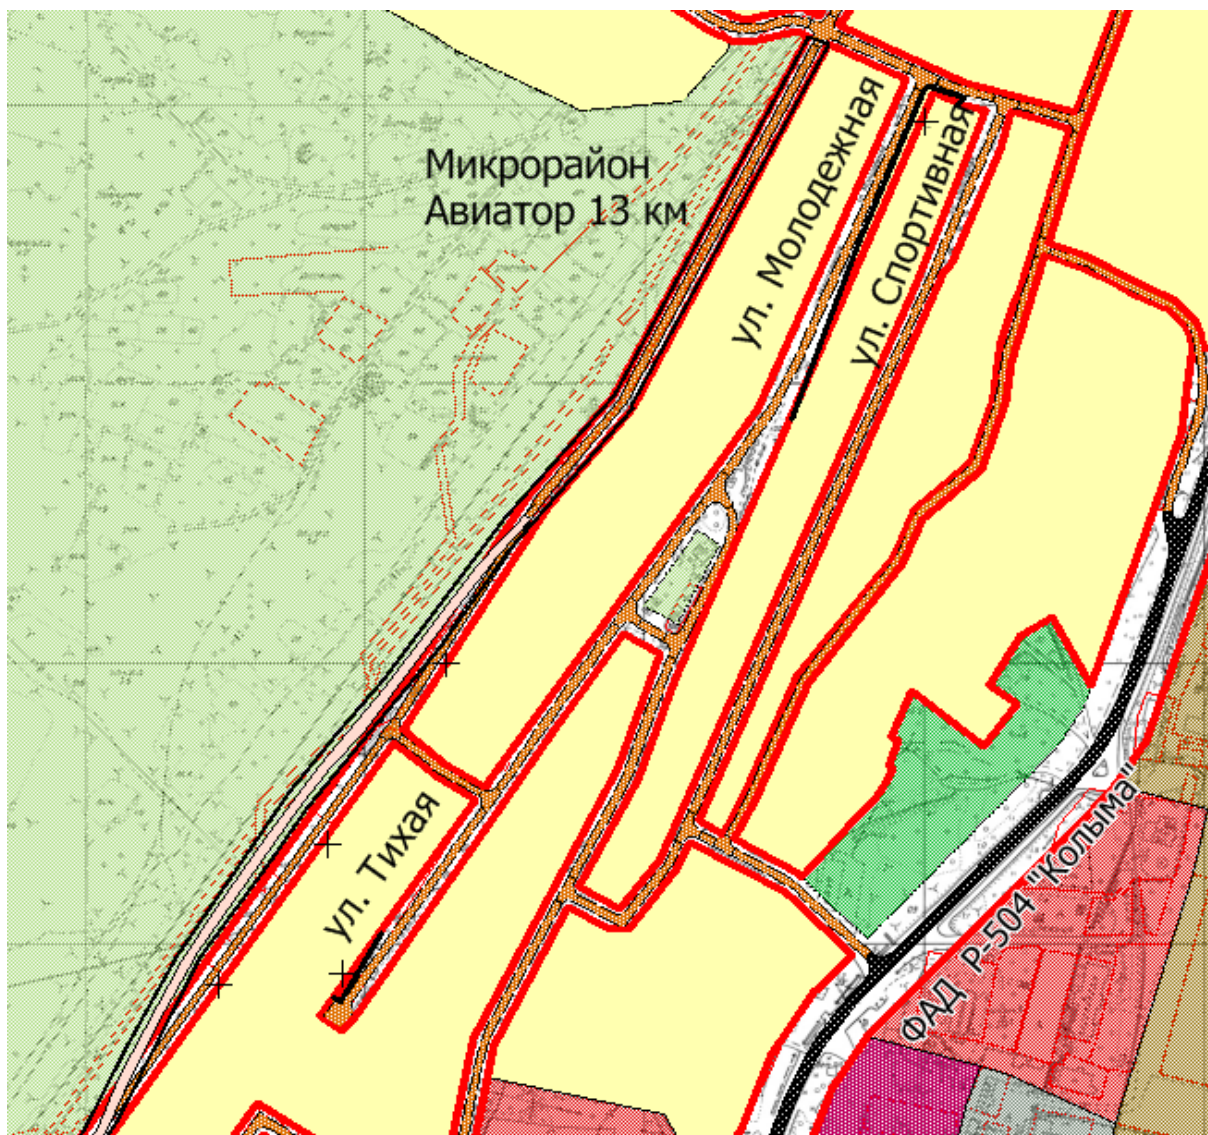 Микрорайон
Авиатор 13 км
ул. Молодежная
ул. Спортивная
ул. Тихая
ФАД Р-504 "Колыма"